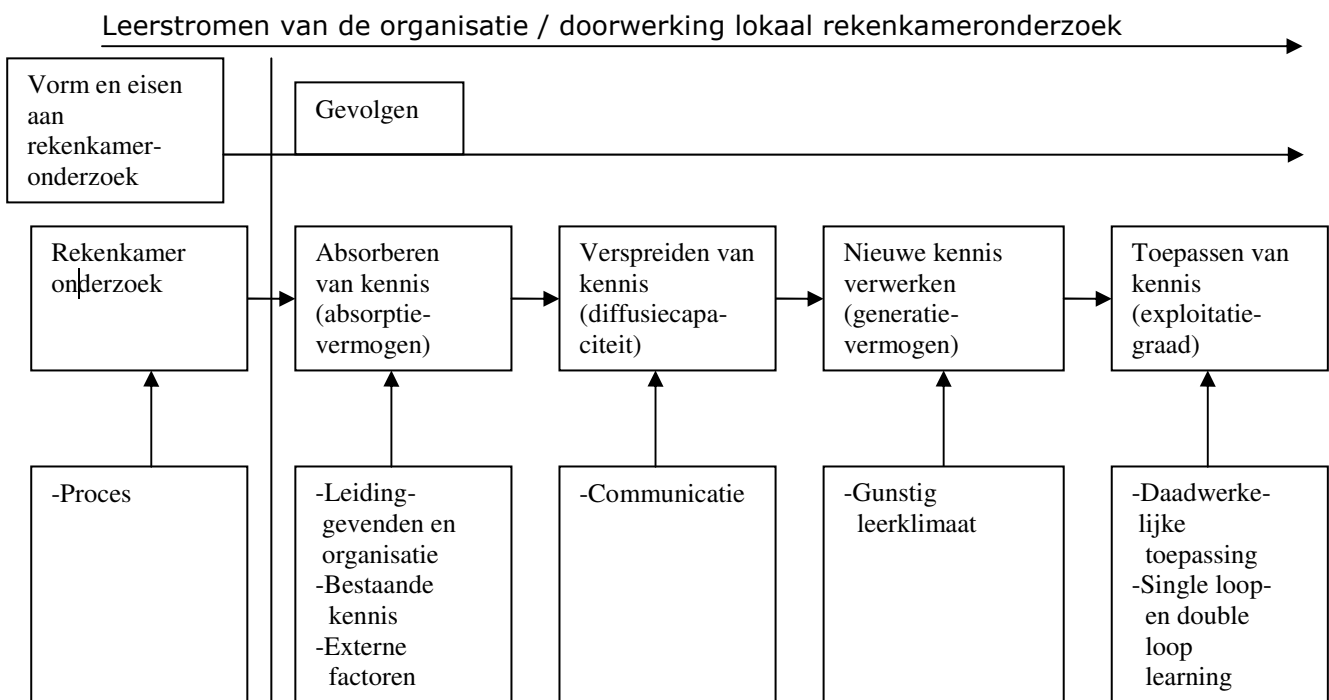 Leerstromen van de organisatie / doorwerking lokaal rekenkameronderzoek
Vorm en eisen
aan
rekenkamer-
onderzoek
Gevolgen
Rekenkamer
onderzoek
Absorberen
van kennis
(absorptie-
vermogen)
Verspreiden van
kennis
(diffusiecapa-
citeit)
Nieuwe kennis
verwerken
(generatie-
vermogen)
Toepassen van
kennis
(exploitatie-
graad)
-Proces
-Leiding-
gevenden en
organisatie
-Bestaande
kennis
-Externe
factoren
-Communicatie
-Gunstig
leerklimaat
-Daadwerke-
lijke
toepassing
-Single loop-
en double
loop
learning